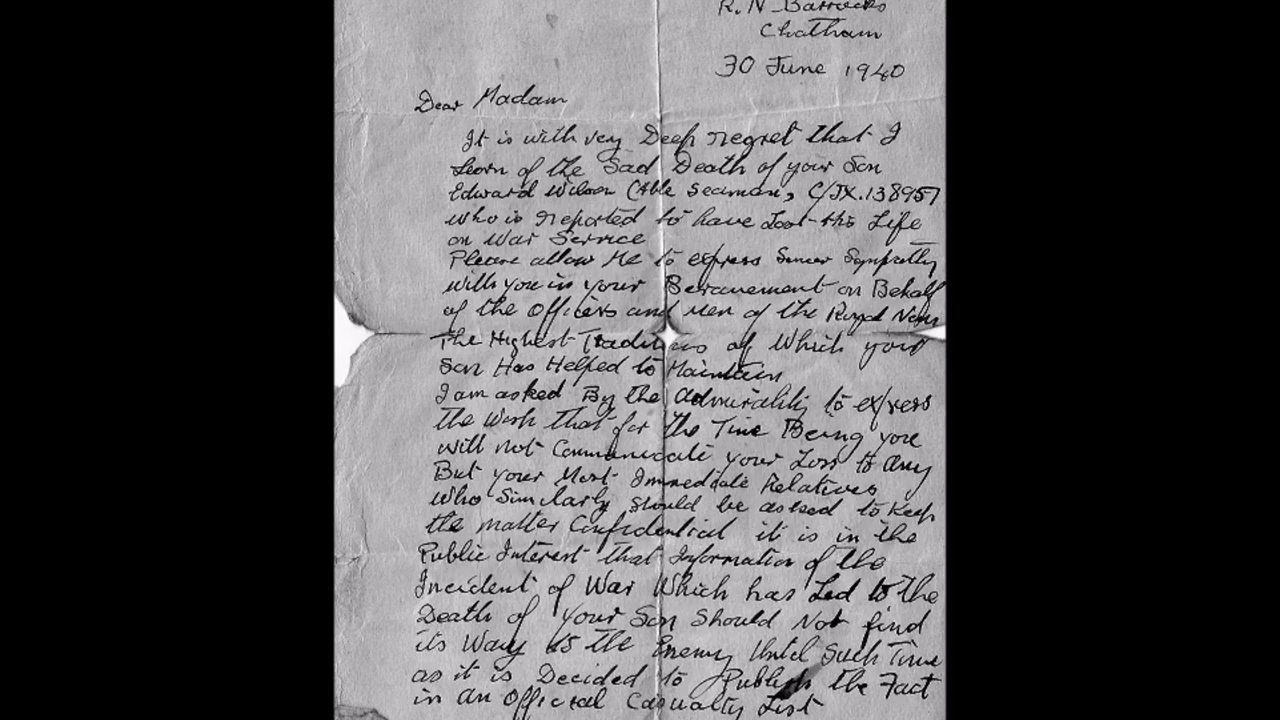 R.N Barracks
Chatham
30 June 1940
Dear Madam
It is with very Deep regret that I
Learn of the Sad Death of your Son
Edward Wilson (Able Seaman, C/JX.138957
who is reported to have Lost his Life
on War Service
Please allow Me to express Sincer Sympathy
with you in your Beravement on Behalf
of the Officers and Men of the Royal Navy
The Highest Traditions of Which your
Son Has Helped to Maintain
I am asked By the Admirality to express
the Wish that for the Time Being you
will not Communicate your Loss to Any
But your Most Immediate Relatives
Who Similarly should be asked to Keep
the matter Confidential it is in the
Public Interest that Information of the
Incident of War Which has Led to the
Death of your Son Should Not find
its Way to the Enemy Until Such Time
as it is Decided to Publish the Fact
in an Official Casualty List